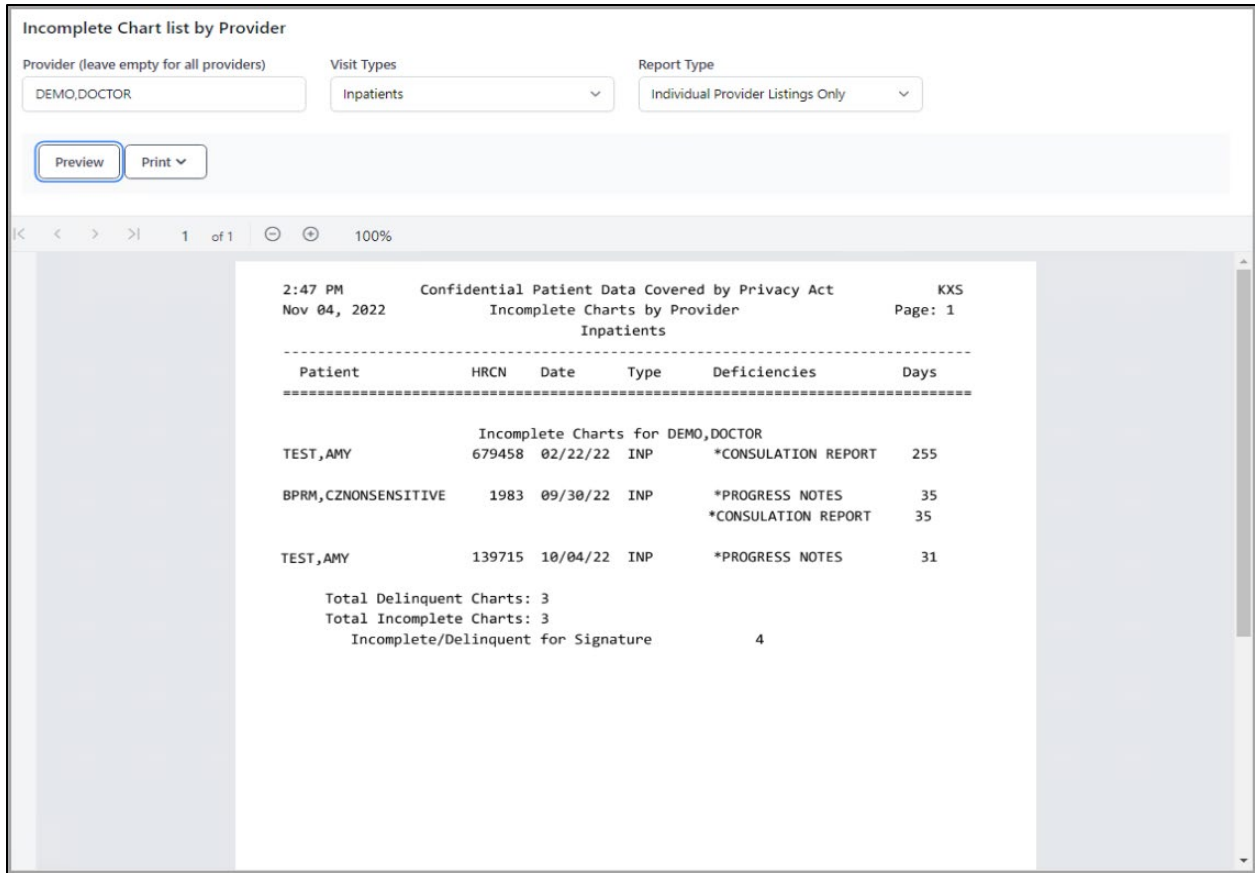 Incomplete Chart list by Provider
Provider (leave empty for all providers) Visit Types Report Type
DEMO,DOCTOR Inpatients Individual Provider Listings Only
Preview Print
1 of 1 100%
2:47 PM Confidential Patient Data Covered by Privacy Act KXS
Nov 04, 2022 Incomplete Charts by Provider Page: 1
Inpatients
--------------------------------------------------------------------------------
Patient HRCN Date Type Deficiencies Days
================================================================================
Incomplete Charts for DEMO,DOCTOR
TEST,AMY 679458 02/22/22 INP *CONSULATION REPORT 255
BPRM,CZNONSENSITIVE 1983 09/30/22 INP *PROGRESS NOTES 35
*CONSULATION REPORT 35
TEST,AMY 139715 10/04/22 INP *PROGRESS NOTES 31
Total Delinquent Charts: 3
Total Incomplete Charts: 3
Incomplete/Delinquent for Signature 4